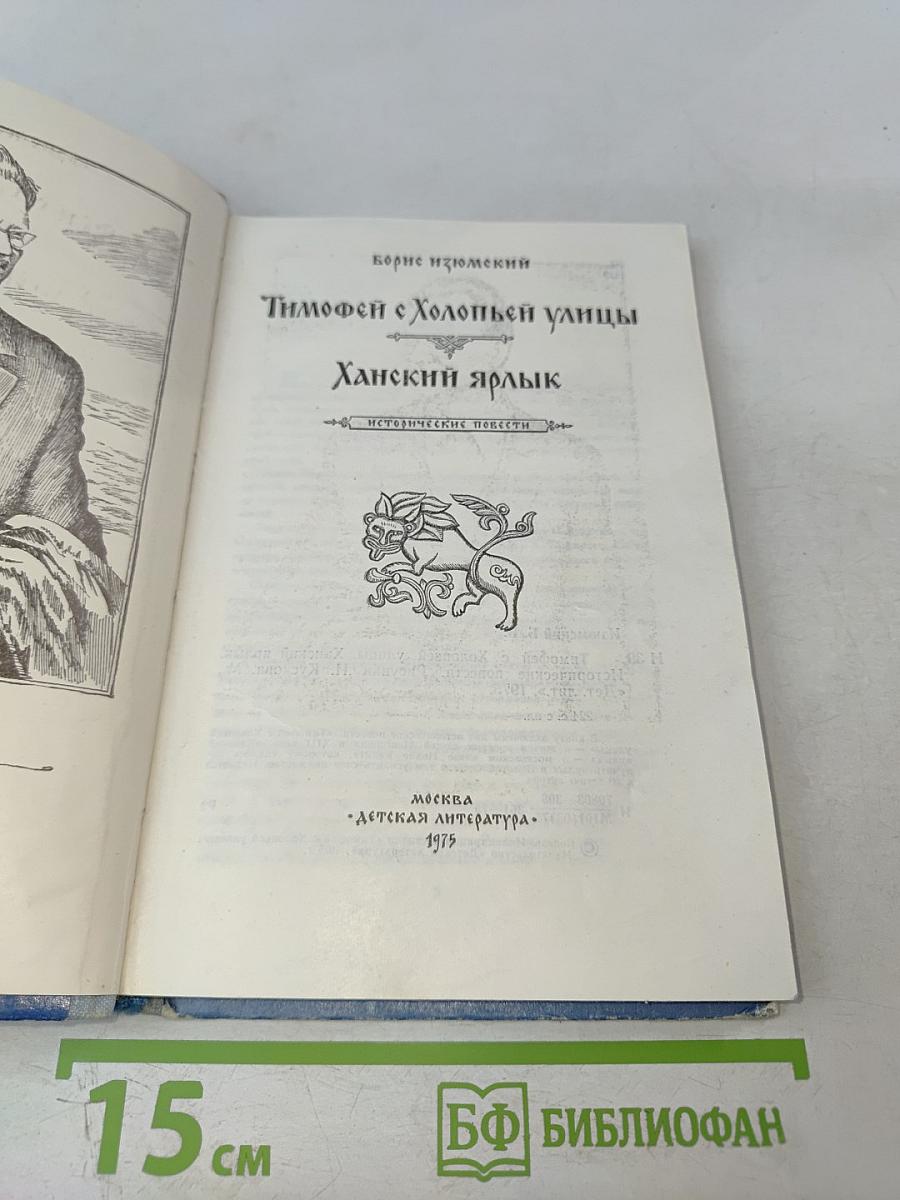 Борис Изюмский
Тимофей с Холопьей улицы
Ханский ярлык
исторические повести
Москва
•Детская литература•
1975
15 см
БФ БИБЛИОФАН